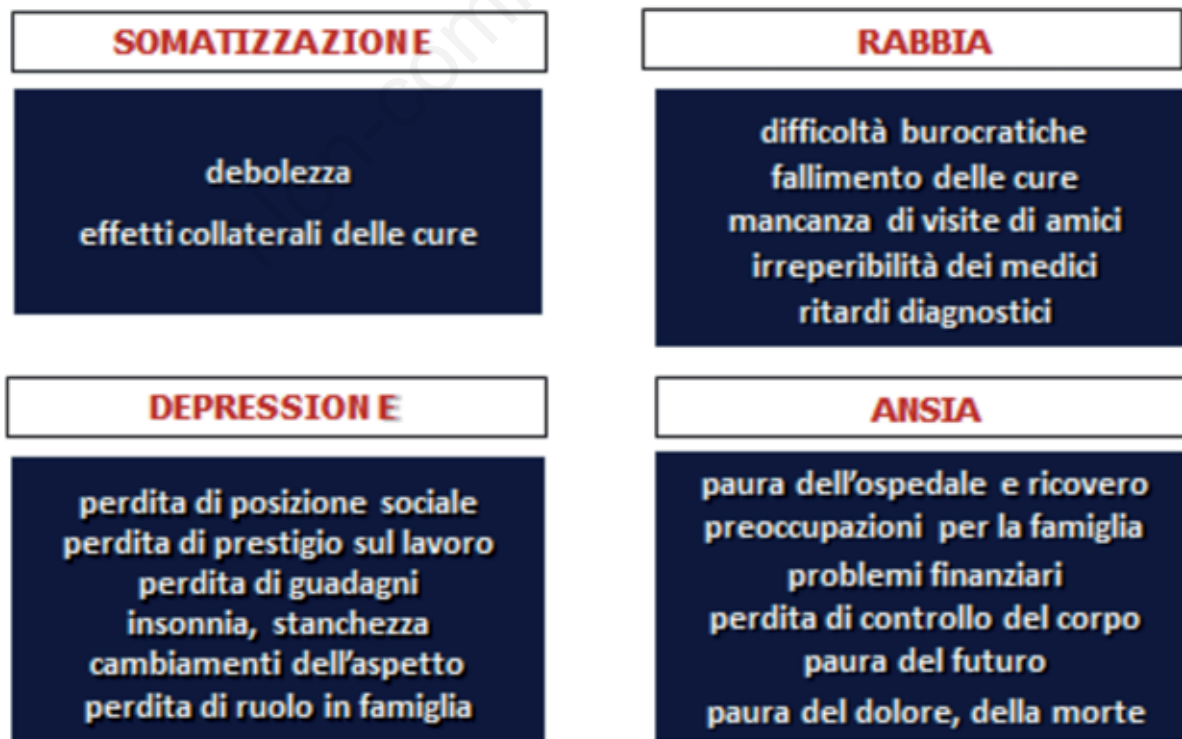 SOMATIZZAZIONE
debolezza
effetti collaterali delle cure
RABBIA
difficoltà burocratiche
fallimento delle cure
mancanza di visite di amici
irreperibilità dei medici
ritardi diagnostici
DEPRESSIONE
perdita di posizione sociale
perdita di prestigio sul lavoro
perdita di guadagni
insonnia, stanchezza
cambiamenti dell’aspetto
perdita di ruolo in famiglia
ANSIA
paura dell’ospedale e ricovero
preoccupazioni per la famiglia
problemi finanziari
perdita di controllo del corpo
paura del futuro
paura del dolore, della morte